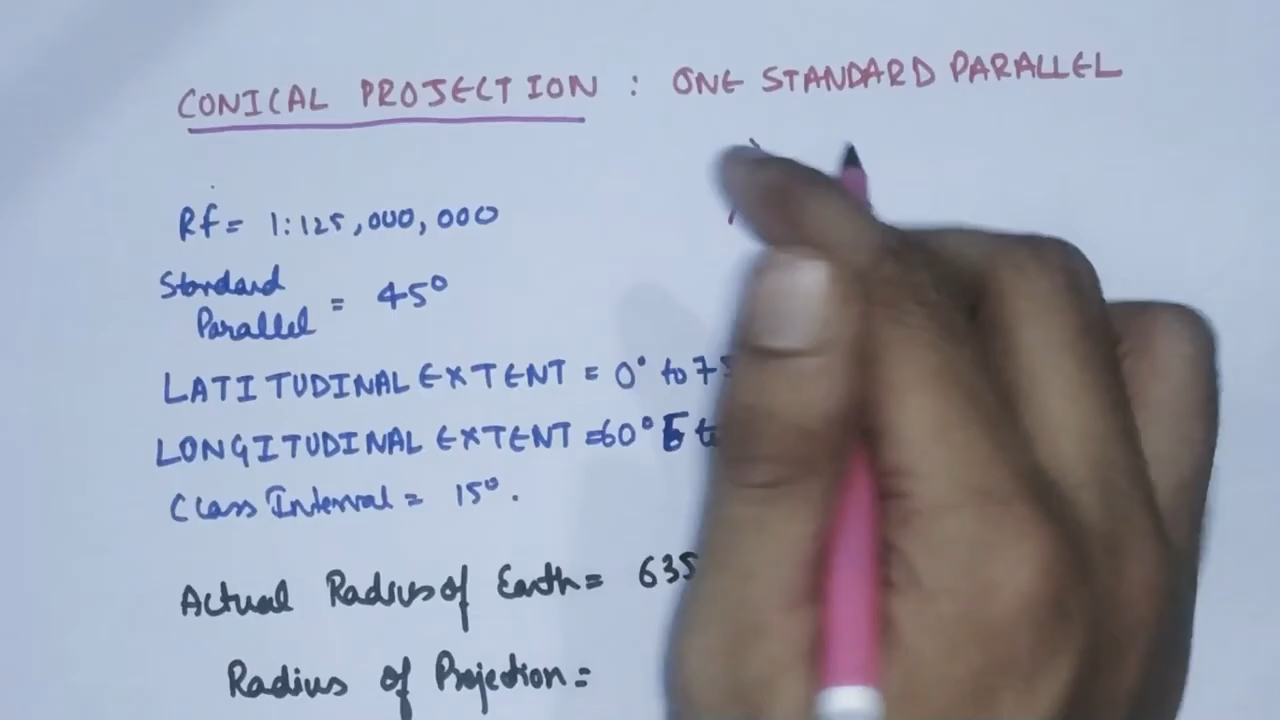 CONICAL PROJECTION : ONE STANDARD PARALLEL
Rf = 1:125,000,000
Standard
Parallel = 45°
LATITUDINAL EXTENT = 0° to
LONGITUDINAL EXTENT = 60° E
Class Interval = 15°.
Actual Radius of Earth = 635
Radius of Projection =